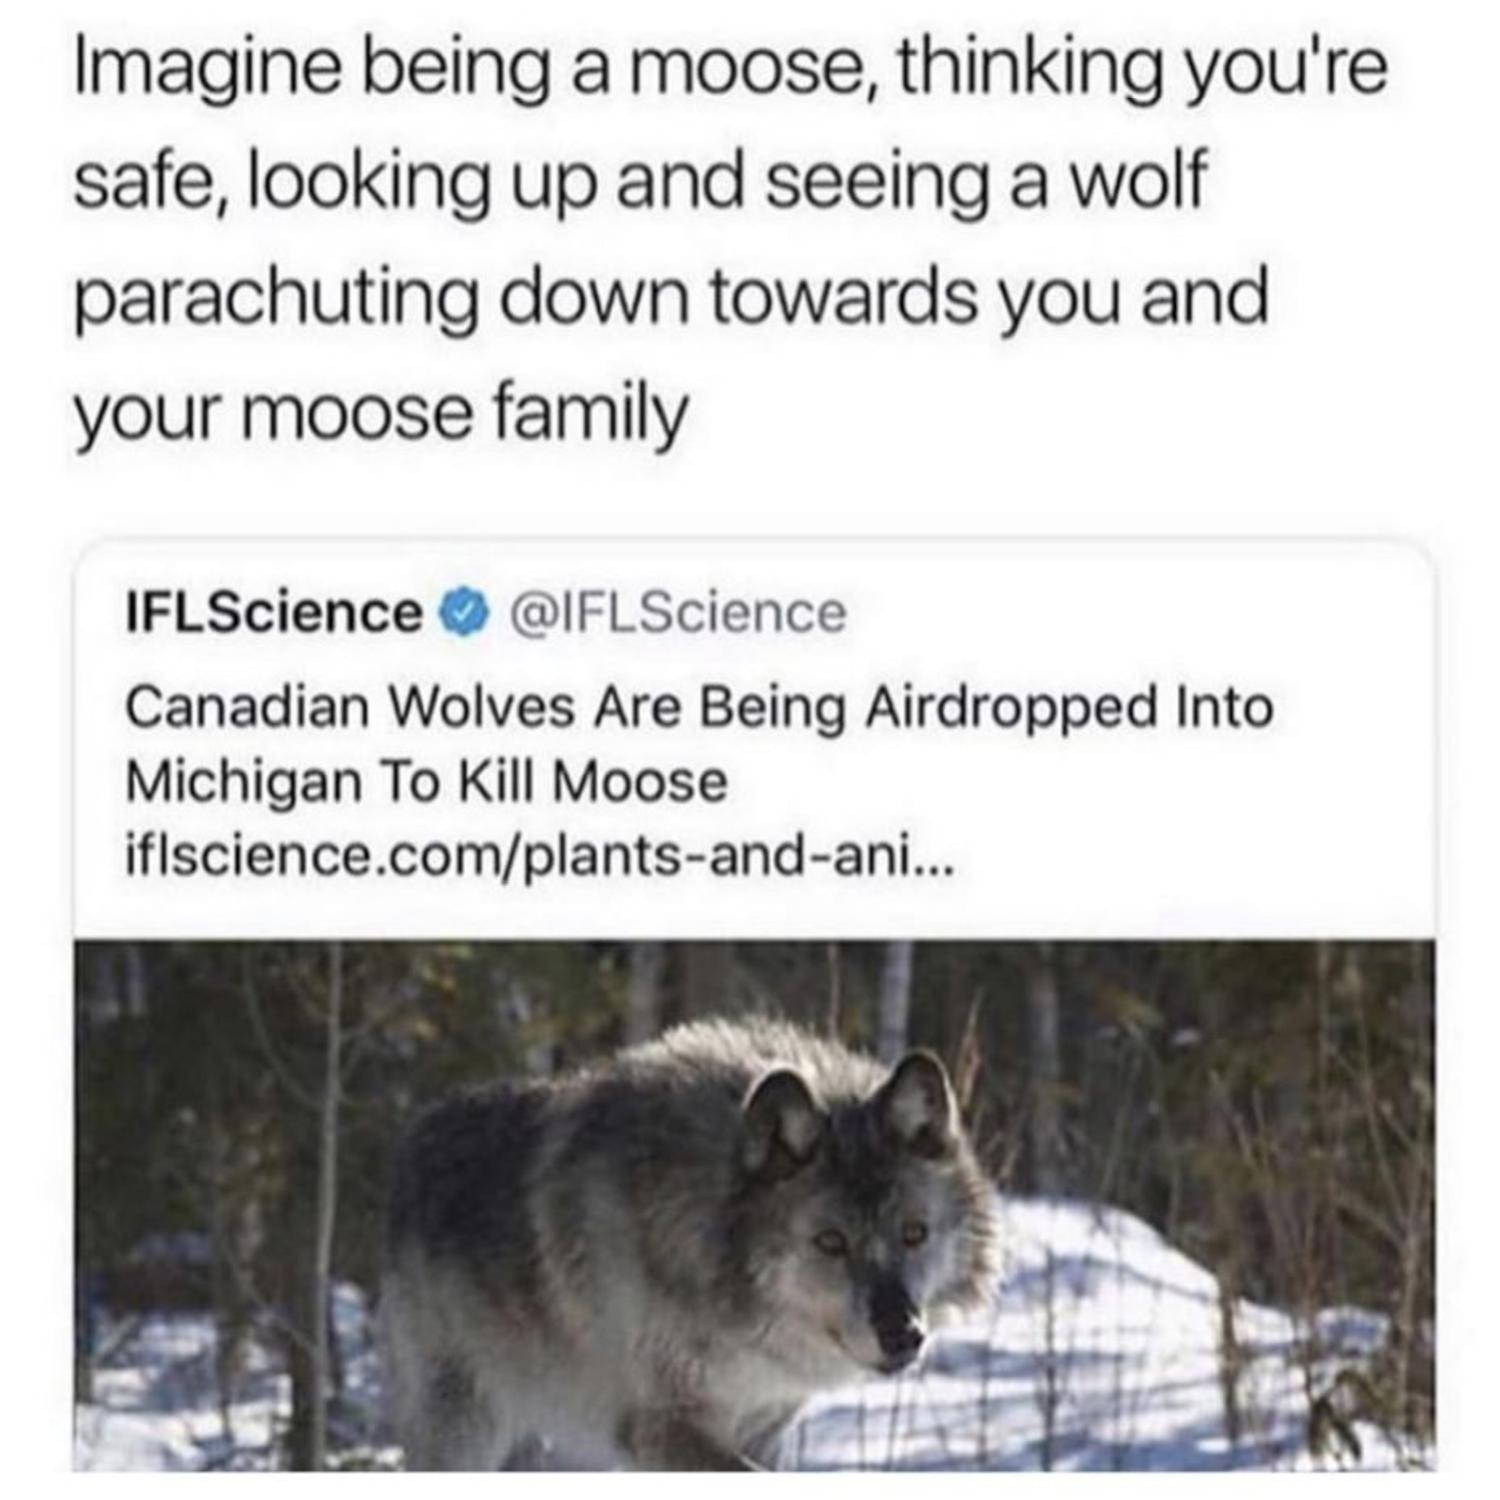 Imagine being a moose, thinking you're
safe, looking up and seeing a wolf
parachuting down towards you and
your moose family
IFLScience @IFLScience
Canadian Wolves Are Being Airdropped Into
Michigan To Kill Moose
iflscience.com/plants-and-ani...